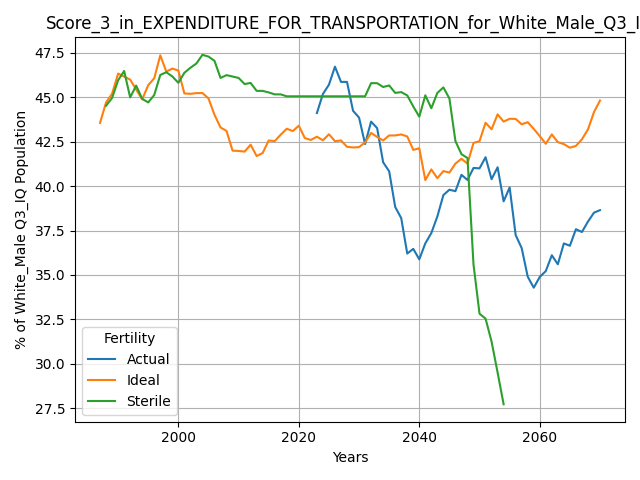 Score_3_in_EXPENDITURE_FOR_TRANSPORTATION_for_White_Male_Q3_I
% of White_Male Q3_IQ Population
47.5
45.0
42.5
40.0
37.5
35.0
32.5
30.0
27.5
Fertility
Actual
Ideal
Sterile
2000
2020
2040
2060
Years